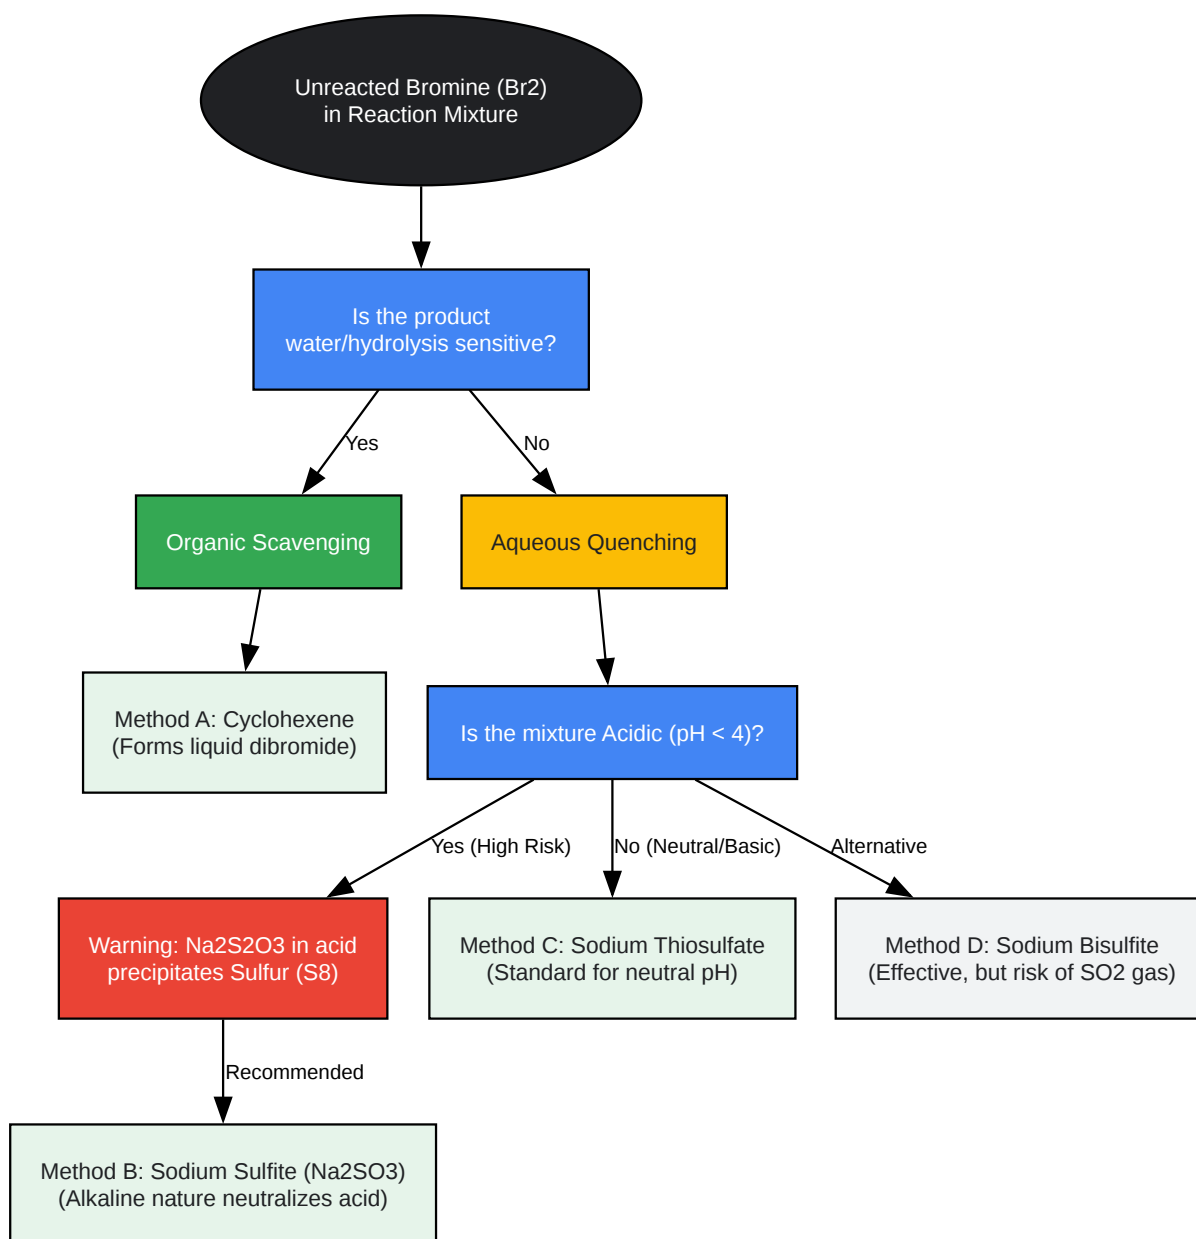 Unreacted Bromine (Br2)
in Reaction Mixture
Is the product
water/hydrolysis sensitive?
Yes
No
Organic Scavenging
Aqueous Quenching
Method A: Cyclohexene
(Forms liquid dibromide)
Is the mixture Acidic (pH < 4)?
Yes (High Risk)
No (Neutral/Basic)
Alternative
Warning: Na2S2O3 in acid
precipitates Sulfur (S8)
Method C: Sodium Thiosulfate
(Standard for neutral pH)
Method D: Sodium Bisulfite
(Effective, but risk of SO2 gas)
Recommended
Method B: Sodium Sulfite (Na2SO3)
(Alkaline nature neutralizes acid)